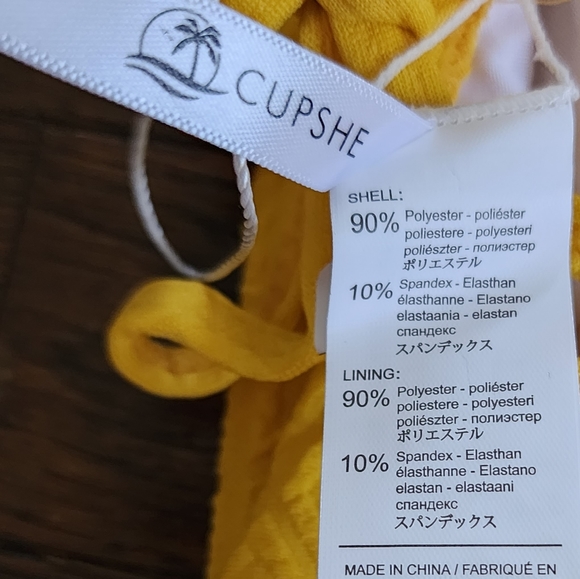 CUPSHE
SHELL:
90% Polyester - poliéster
poliestere - polyesteri
poliészter - полиэстер
ポリエステル
10% Spandex - Elasthan
élasthanne - Elastano
elastaania - elastan
спандекс
スパンデックス
LINING:
90% Polyester - poliéster
poliestere - polyesteri
poliészter - полиэстер
ポリエステル
10% Spandex - Elasthan
élasthanne - Elastano
elastan - elastaani
спандекс
スパンデックス
MADE IN CHINA / FABRIQUÉ EN